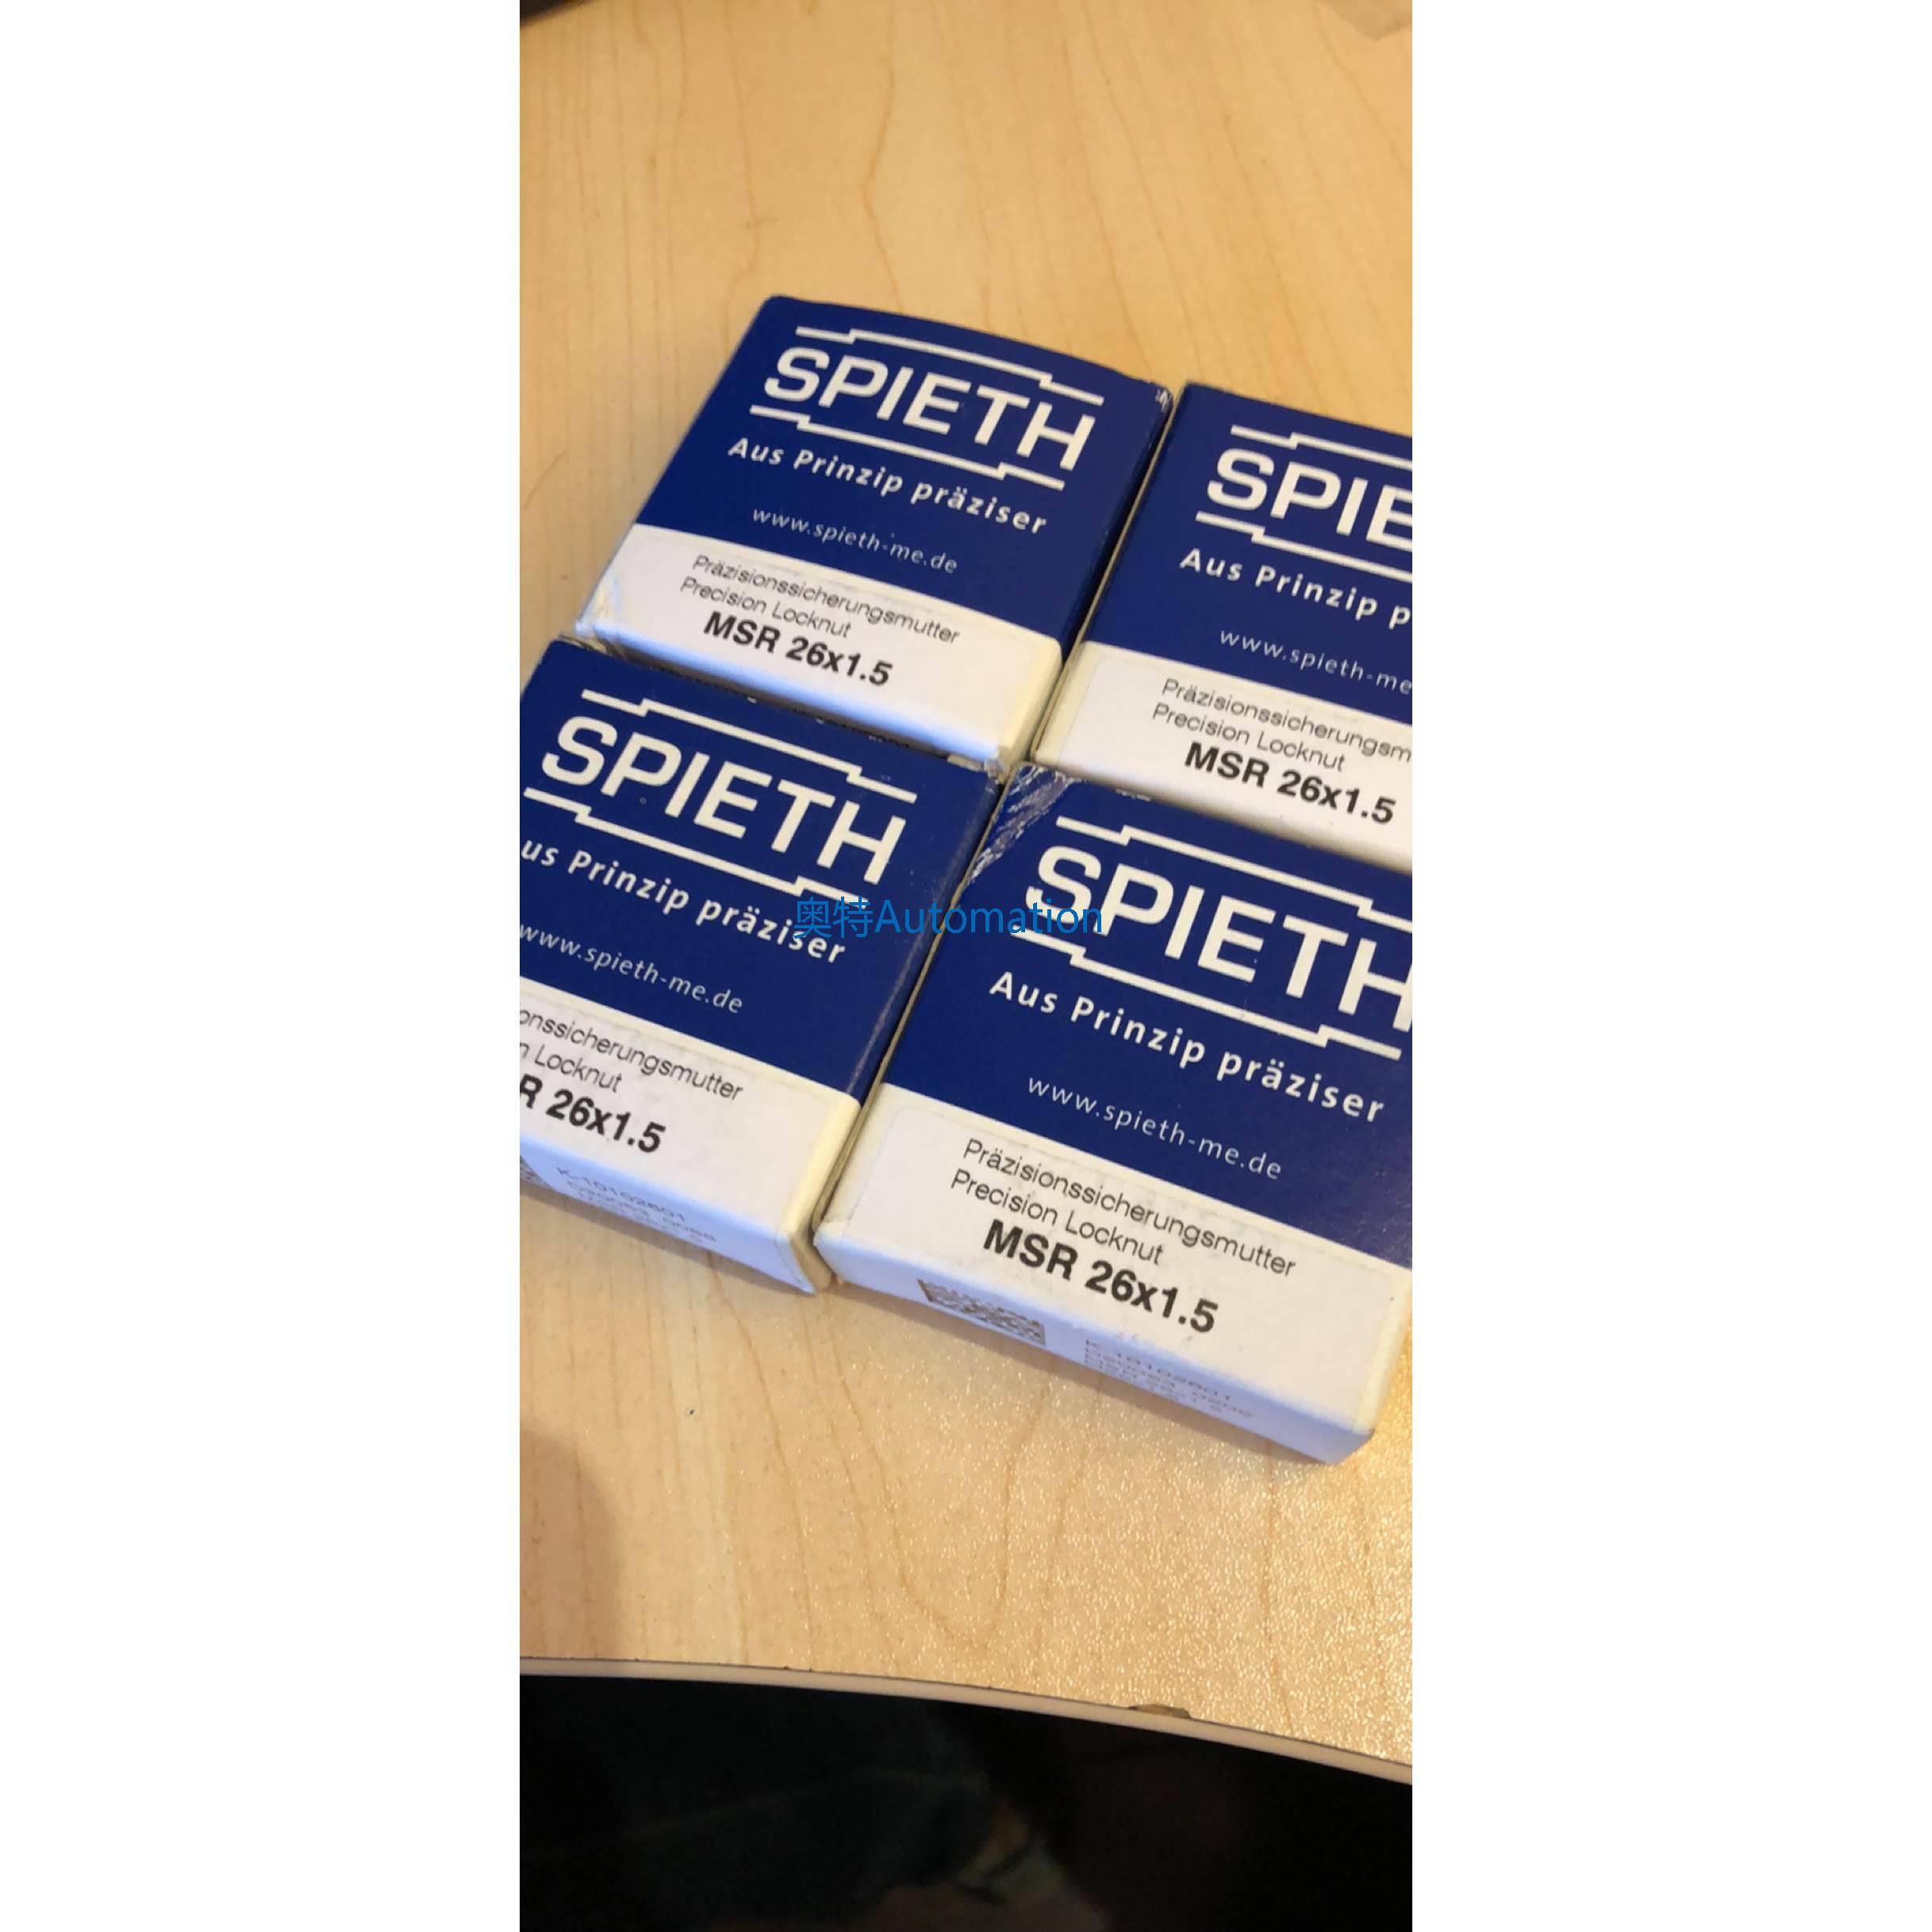 SPIETH
Aus Prinzip präziser
www.spieth-me.de
Präzisionssicherungsmutter
Precision Locknut
MSR 26x1.5
SPIE
Aus Prinzip p
www.spieth-me
Präzisionssicherungsm
Precision Locknut
MSR 26x1.5
SPIETH
us Prinzip präziser
www.spieth-me.de
onssicherungsmutter
n Locknut
R 26x1.5
K-10102601
奥特Automation
SPIETH
Aus Prinzip präziser
www.spieth-me.de
Präzisionssicherungsmutter
Precision Locknut
MSR 26x1.5
K-10102601